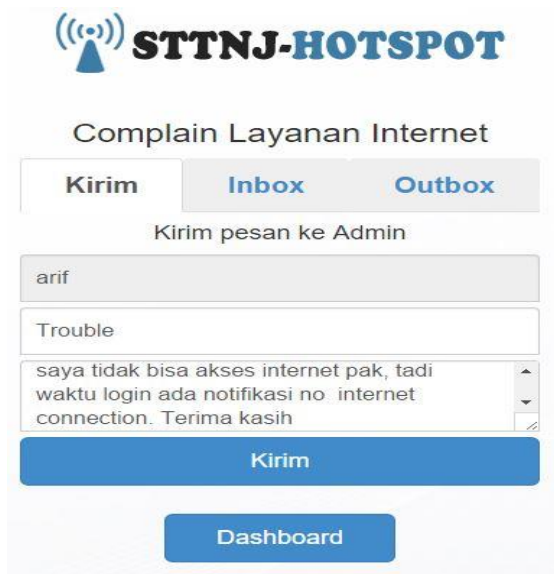 STTNJ-HOTSPOT
Complain Layanan Internet
Kirim Inbox Outbox
Kirim pesan ke Admin
arif
Trouble
saya tidak bisa akses internet pak, tadi
waktu login ada notifikasi no internet
connection. Terima kasih
Kirim
Dashboard